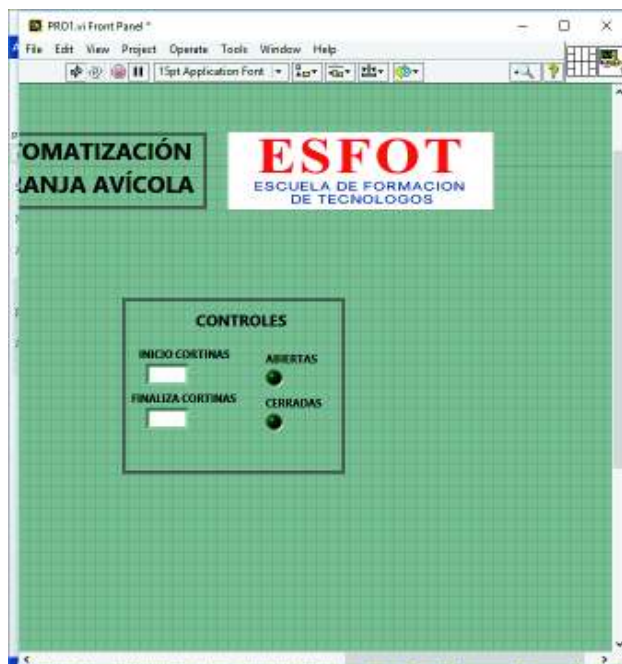 PRO1.vi Front Panel *
File Edit View Project Operate Tools Window Help
15pt Application Font
TOMATIZACIÓN
RANJA AVÍCOLA
ESFOT
ESCUELA DE FORMACION
DE TECNOLOGOS
CONTROLES
INICIO CORTINAS
ABIERTAS
FINALIZA CORTINAS
CERRADAS